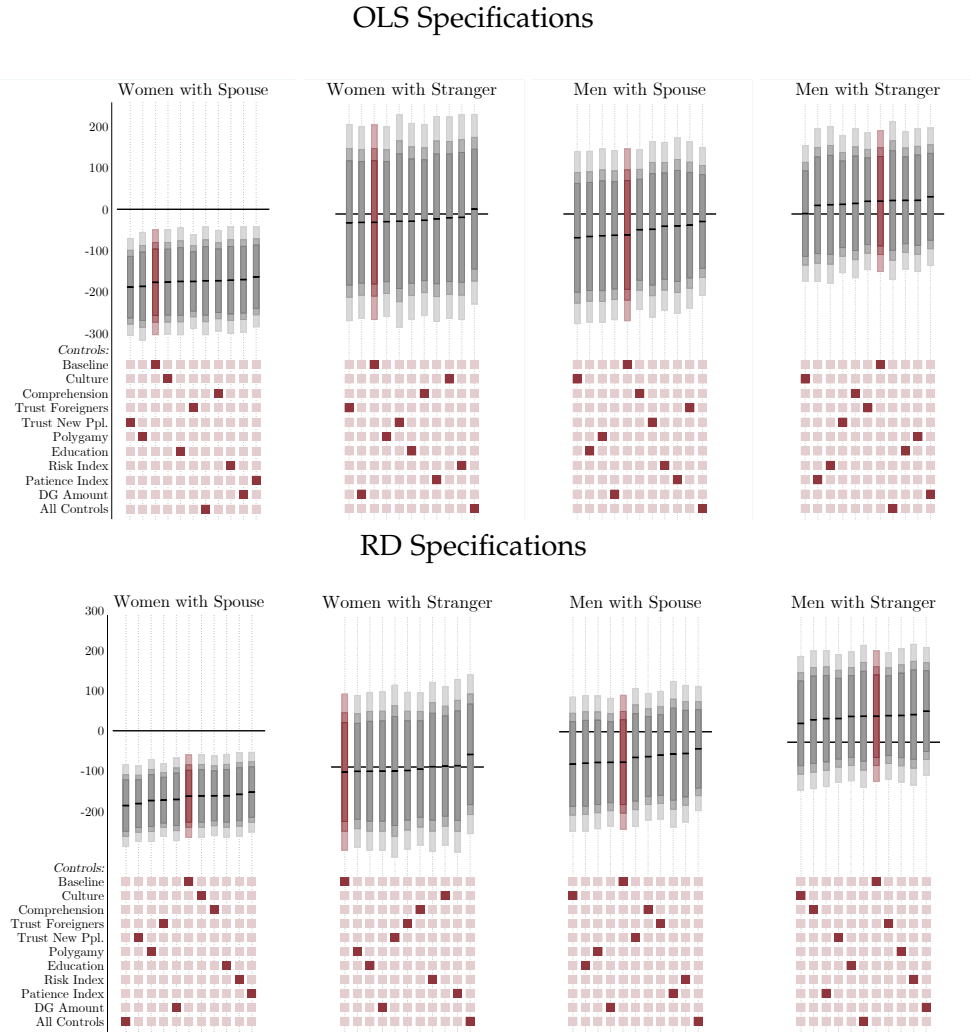 OLS Specifications
Women with Spouse
Women with Stranger
Men with Spouse
Men with Stranger
200
100
0
-100
-200
-300
Controls:
Baseline
Culture
Comprehension
Trust Foreigners
Trust New Ppl.
Polygamy
Education
Risk Index
Patience Index
DG Amount
All Controls
RD Specifications
Women with Spouse
Women with Stranger
Men with Spouse
Men with Stranger
300
200
100
0
-100
-200
Controls:
Baseline
Culture
Comprehension
Trust Foreigners
Trust New Ppl.
Polygamy
Education
Risk Index
Patience Index
DG Amount
All Controls